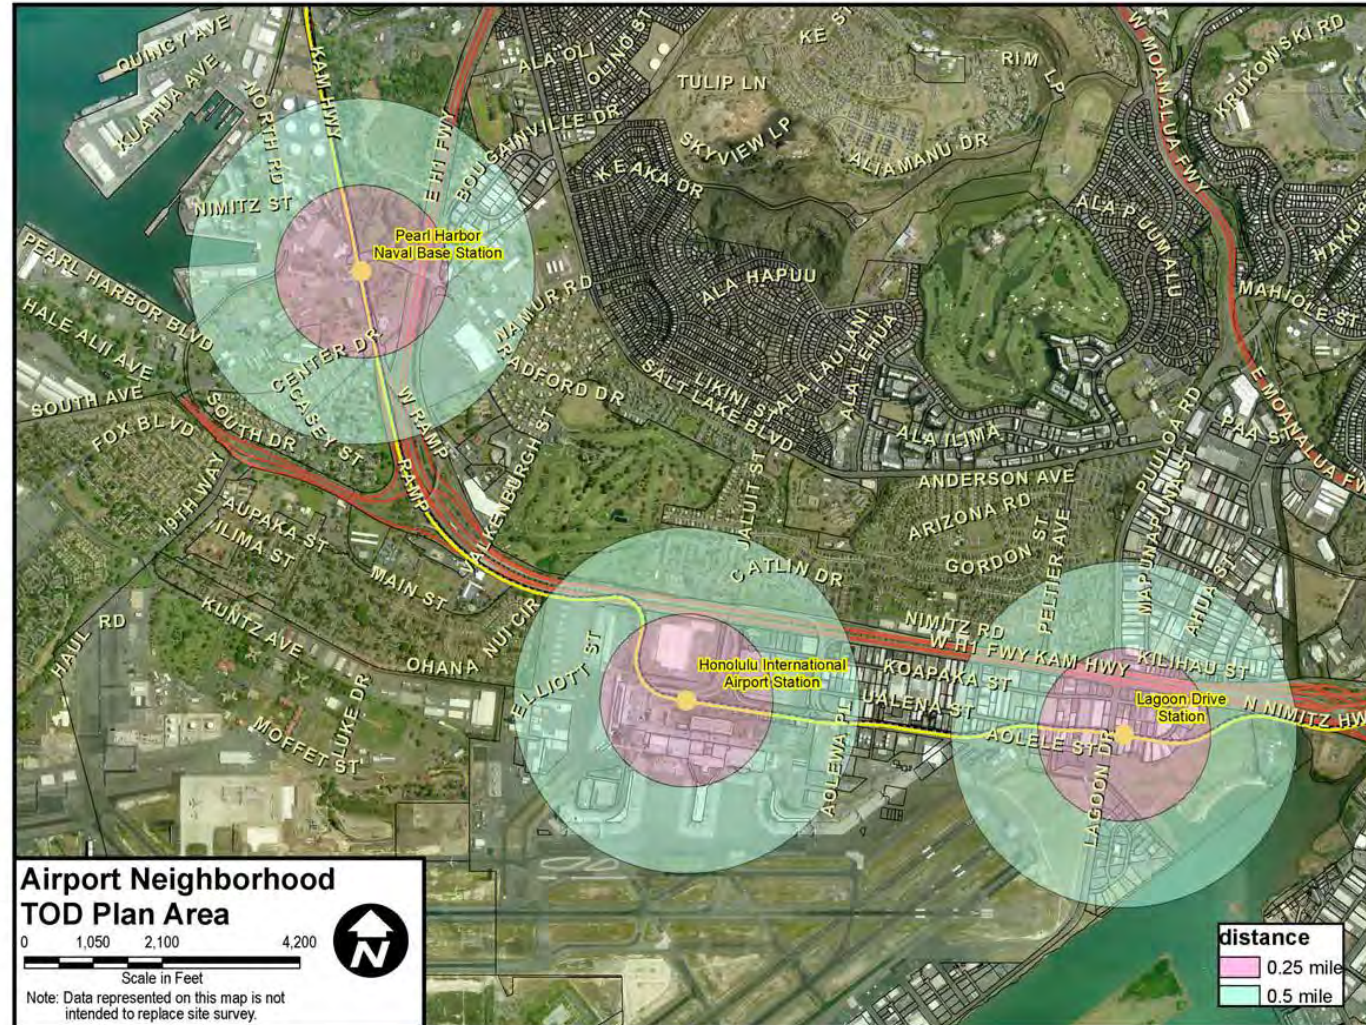 QUINCY AVE
KUAHUA AVE
NORTH RD
KAM HWY
ALA OLI
OLINO ST
KE ST
TULIP LN
RIM LP
W MOANALUA FWY
KRUKOWSKI RD
E H1 FWY
BOUGAINVILLE DR
SKYVIEW LP
ALIAMANU DR
KEAKA DR
NIMITZ ST
ALA PUUMALU
Pearl Harbor
Naval Base Station
PEARL HARBOR BLVD
HALE ALII AVE
ALA HAPUU
NAMUR RD
MAHIOLE ST
CENTER DR
RADFORD DR
SALT LAKE BLVD
LIKINI ST
ALA LAULANI
ALA LEHUA
SOUTH AVE
FOX BLVD
SOUTH DR
CASEY ST
W RAMP
RAMP
ALA ILIMA
PUULOA RD
PAA ST
E MOANALUA FW
19TH WAY
VALKENBURGH ST
JALUIT ST
ANDERSON AVE
AUPAKA ST
ILIMA ST
MAIN ST
ARIZONA RD
GORDON ST
PELTIER AVE
MAPUNAPUNA ST
AHUA ST
CATLIN DR
HAUL RD
KUNTZ AVE
OHANA NUI CIR
NIMITZ RD
W H1 FWY KAM HWY
KILIHAU ST
ELLIOTT ST
Honolulu International
Airport Station
KOAPAKA ST
UALENA ST
Lagoon Drive
Station
N NIMITZ HW
LUKE DR
MOFFET ST
AOLEWA PL
AOLELE ST
LAGOON DR
Airport Neighborhood
TOD Plan Area
0 1,050 2,100 4,200
Scale in Feet
N
Note: Data represented on this map is not
intended to replace site survey.
distance
0.25 mile
0.5 mile